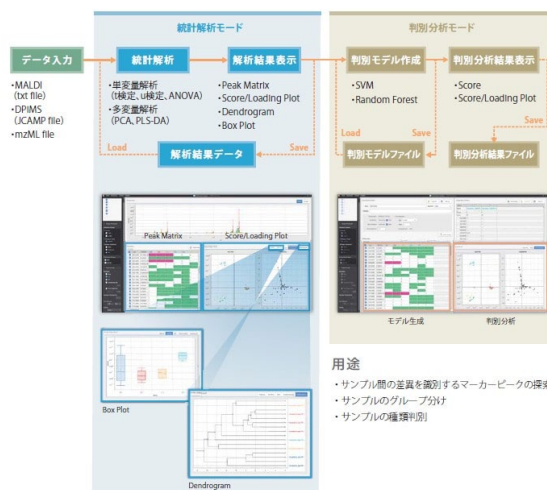 統計解析モード
判別分析モード
データ入力
統計解析
解析結果表示
判別モデル作成
判別分析結果表示
・MALDI
(txt file)
・DPIMS
(JCAMP file)
・mzML file
・単変量解析
(t検定、u検定、ANOVA)
・多変量解析
(PCA、PLS-DA)
・Peak Matrix
・Score/Loading Plot
・Dendrogram
・Box Plot
・SVM
・Random Forest
・Score
・Score/Loading Plot
Load
Save
Load
Save
Save
解析結果データ
判別モデルファイル
判別分析結果ファイル
Peak Matrix
Score/Loading Plot
モデル生成
判別分析
Box Plot
Dendrogram
用途
・サンプル間の差異を識別するマーカーピークの探索
・サンプルのグループ分け
・サンプルの種類判別